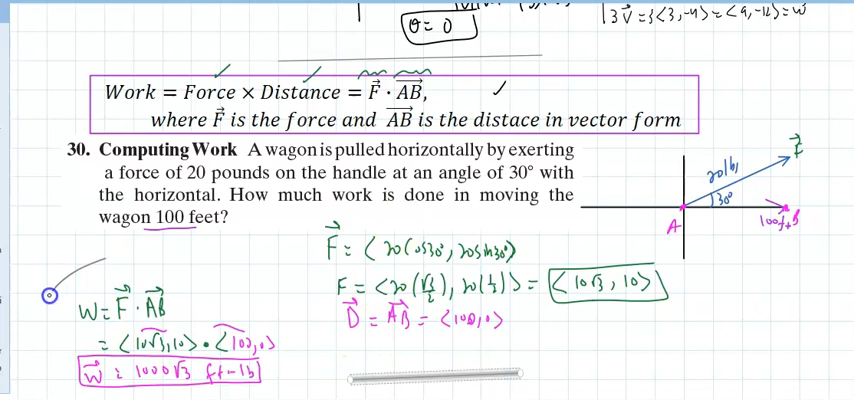 θ = 0
3V⃗ = 3⟨3,-4⟩ = ⟨9,-12⟩ = w⃗
Work = Force × Distance = F⃗ · AB⃗,
where F⃗ is the force and AB⃗ is the distace in vector form
30. Computing Work A wagon is pulled horizontally by exerting
a force of 20 pounds on the handle at an angle of 30° with
the horizontal. How much work is done in moving the
wagon 100 feet?
F⃗
20 lb,
30°
A
100ft B
F⃗ = ⟨20cos30°, 20sin30°⟩
F = ⟨20(√3/2), 20(1/2)⟩ = ⟨10√3, 10⟩
D⃗ = AB⃗ = ⟨100,0⟩
W = F⃗ · AB⃗
= ⟨10√3,10⟩ • ⟨100,0⟩
W⃗ = 1000√3 ft-lb